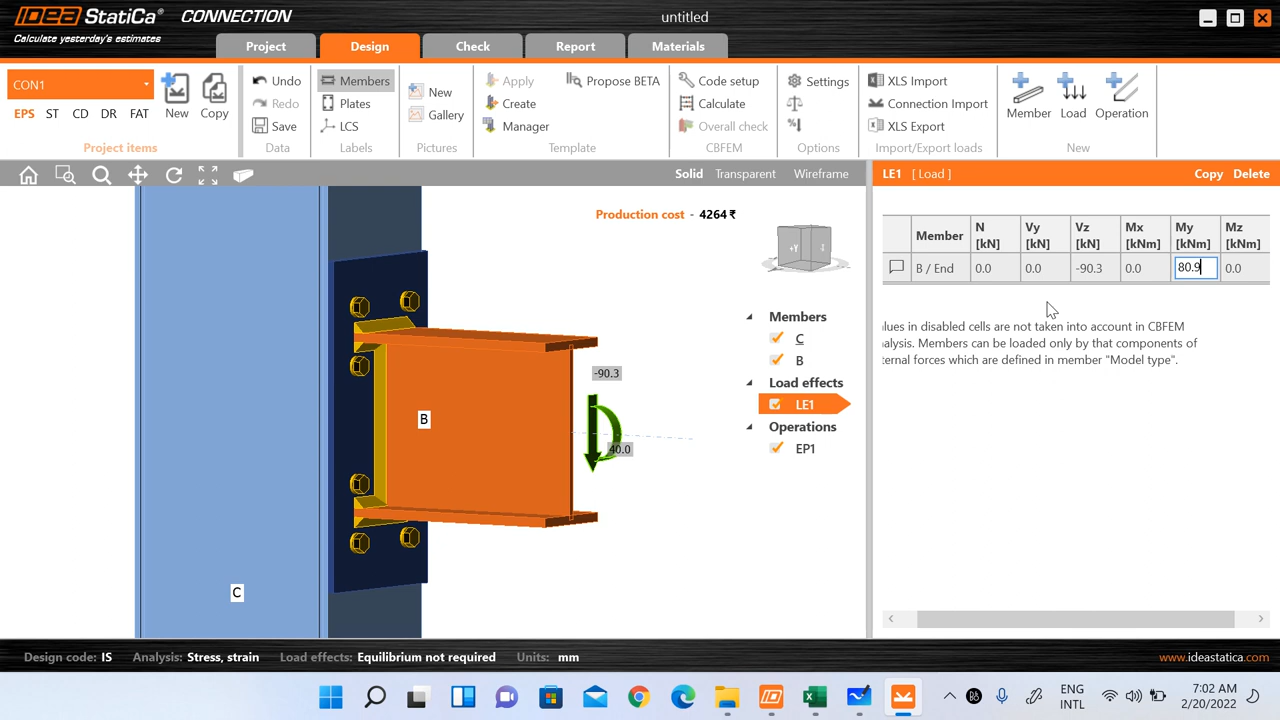 IDEA StatiCa® CONNECTION
Calculate yesterday's estimates
untitled
Project
Design
Check
Report
Materials
CON1
EPS ST CD DR FAT
New
Copy
Project items
Undo
Redo
Save
Data
Members
Plates
LCS
Labels
New
Gallery
Pictures
Apply
Create
Manager
Propose BETA
Template
Code setup
Calculate
Overall check
CBFEM
Settings
Options
XLS Import
Connection Import
XLS Export
Import/Export loads
Member
Load
Operation
New
Solid Transparent Wireframe
LE1 [ Load ]
Copy Delete
Production cost - 4264 ₹
+Y
-90.3
40.0
B
C
Members
C
B
Load effects
LE1
Operations
EP1
Member N [kN] Vy [kN] Vz [kN] Mx [kNm] My [kNm] Mz [kNm]
B / End 0.0 0.0 -90.3 0.0 80.9 0.0
alues in disabled cells are not taken into account in CBFEM
alysis. Members can be loaded only by that components of
ternal forces which are defined in member "Model type".
Design code: IS Analysis: Stress, strain Load effects: Equilibrium not required Units: mm
www.ideastatica.com
ENG
INTL
7:02 AM
2/20/2022